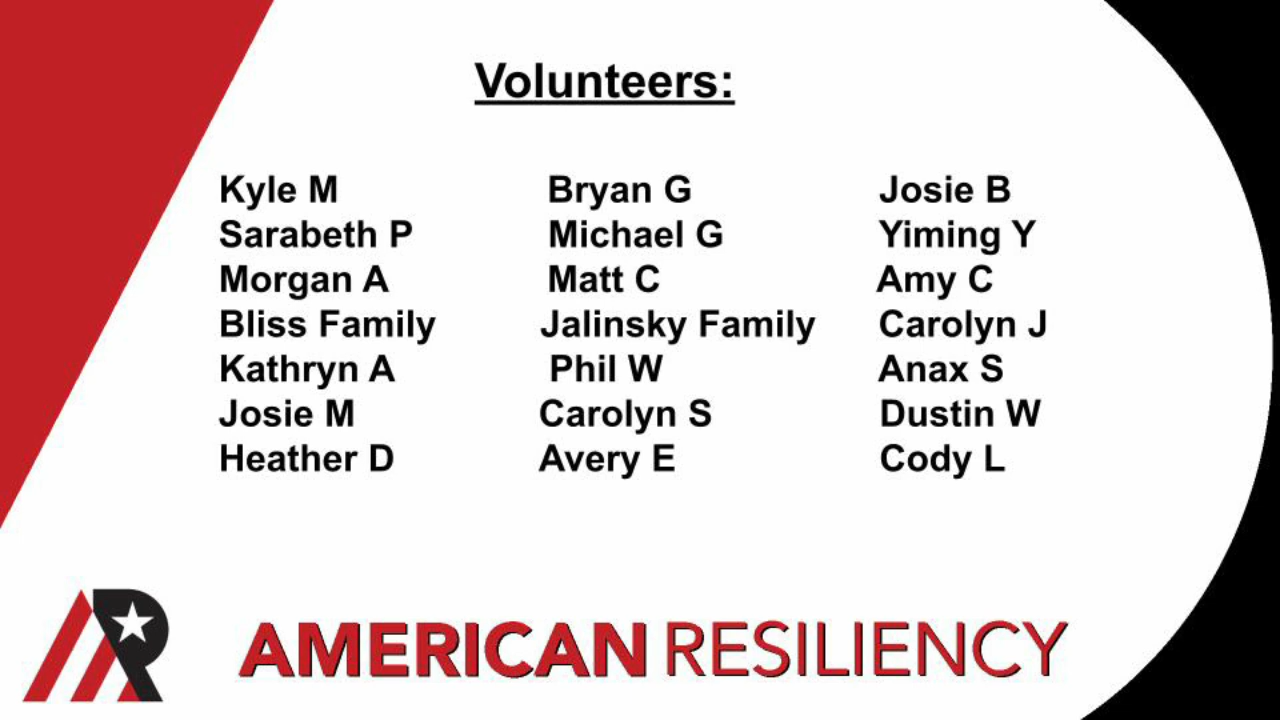 Volunteers:
Kyle M Bryan G Josie B
Sarabeth P Michael G Yiming Y
Morgan A Matt C Amy C
Bliss Family Jalinsky Family Carolyn J
Kathryn A Phil W Anax S
Josie M Carolyn S Dustin W
Heather D Avery E Cody L
AR
AMERICAN RESILIENCY